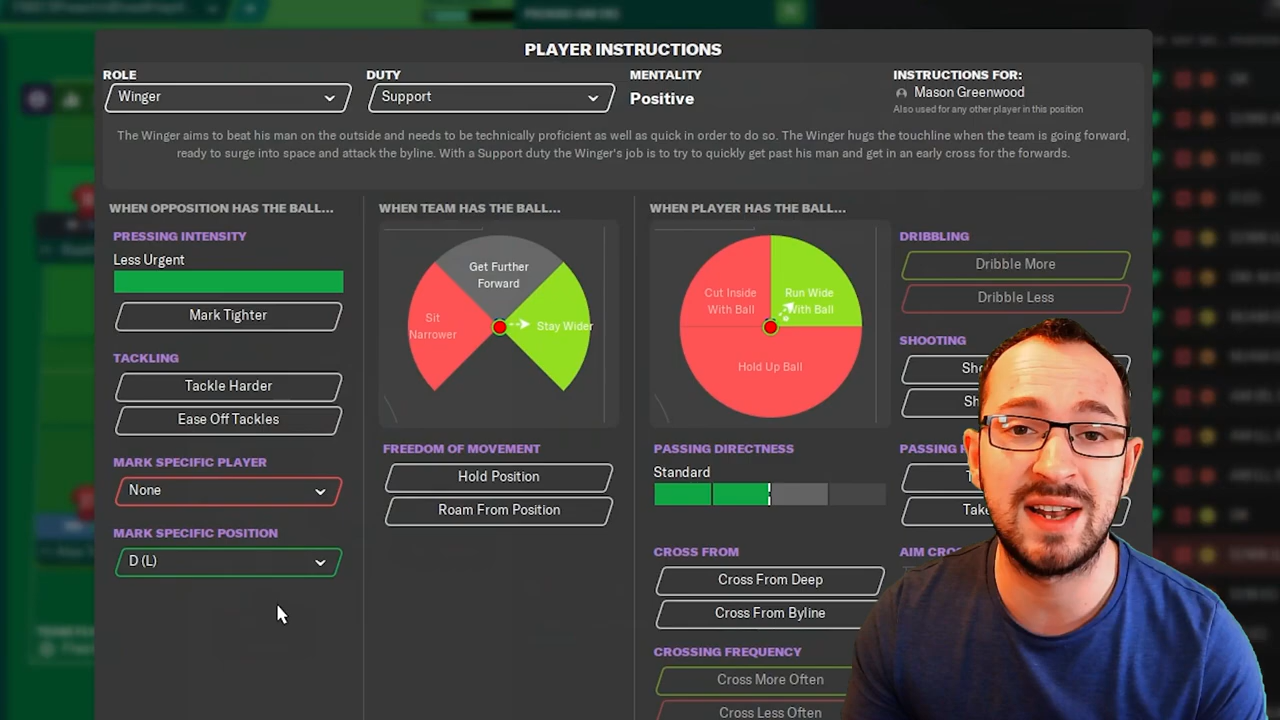 PLAYER INSTRUCTIONS
ROLE
Winger
DUTY
Support
MENTALITY
Positive
INSTRUCTIONS FOR:
Mason Greenwood
Also used for any other player in this position
The Winger aims to beat his man on the outside and needs to be technically proficient as well as quick in order to do so. The Winger hugs the touchline when the team is going forward,
ready to surge into space and attack the byline. With a Support duty the Winger's job is to try to quickly get past his man and get in an early cross for the forwards.
WHEN OPPOSITION HAS THE BALL...
PRESSING INTENSITY
Less Urgent
Mark Tighter
TACKLING
Tackle Harder
Ease Off Tackles
MARK SPECIFIC PLAYER
None
MARK SPECIFIC POSITION
D (L)
WHEN TEAM HAS THE BALL...
Get Further
Forward
Sit
Narrower
Stay Wider
FREEDOM OF MOVEMENT
Hold Position
Roam From Position
WHEN PLAYER HAS THE BALL...
Cut Inside
With Ball
Run Wide
With Ball
Hold Up Ball
PASSING DIRECTNESS
Standard
CROSS FROM
Cross From Deep
Cross From Byline
CROSSING FREQUENCY
Cross More Often
Cross Less Often
DRIBBLING
Dribble More
Dribble Less
SHOOTING
PASSING
Take
AIM